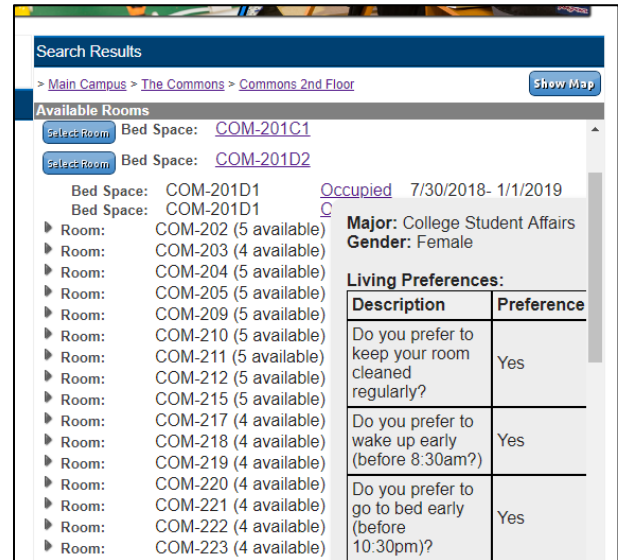 Search Results
> Main Campus > The Commons > Commons 2nd Floor
Show Map
Available Rooms
Select Room Bed Space: COM-201C1
Select Room Bed Space: COM-201D2
Bed Space: COM-201D1 Occupied 7/30/2018- 1/1/2019
Bed Space: COM-201D1
Room: COM-202 (5 available)
Room: COM-203 (4 available)
Room: COM-204 (5 available)
Room: COM-205 (5 available)
Room: COM-209 (5 available)
Room: COM-210 (5 available)
Room: COM-211 (5 available)
Room: COM-212 (5 available)
Room: COM-215 (5 available)
Room: COM-217 (4 available)
Room: COM-218 (4 available)
Room: COM-219 (4 available)
Room: COM-220 (4 available)
Room: COM-221 (4 available)
Room: COM-222 (4 available)
Room: COM-223 (4 available)
Major: College Student Affairs
Gender: Female
Living Preferences:
Description Preference
Do you prefer to
keep your room
cleaned
regularly?
Yes
Do you prefer to
wake up early
(before 8:30am?)
Yes
Do you prefer to
go to bed early
(before
10:30pm)?
Yes